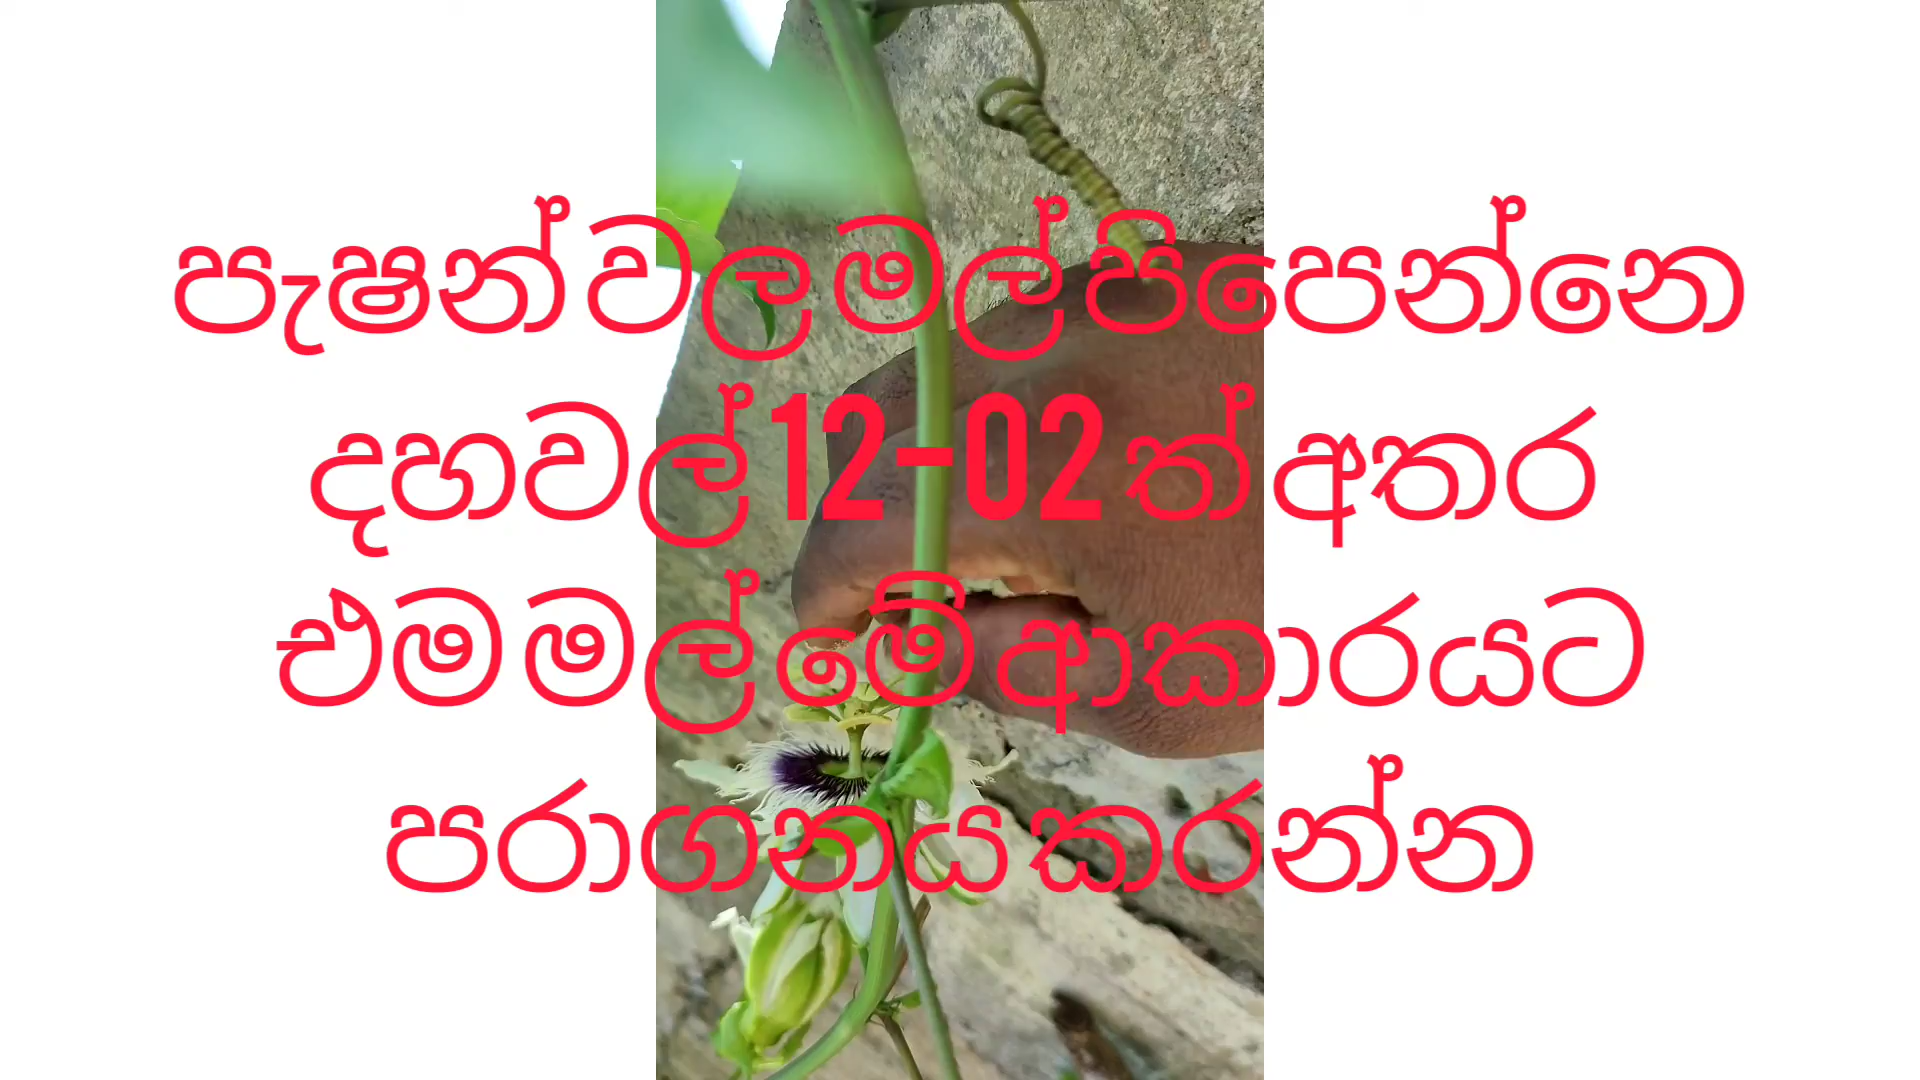 පැෂන් වල මල් පිපෙන්නෙ
දහවල් 12-02 ත් අතර
එම මල් මේ ආකාරයට
පරාගනය කරන්න